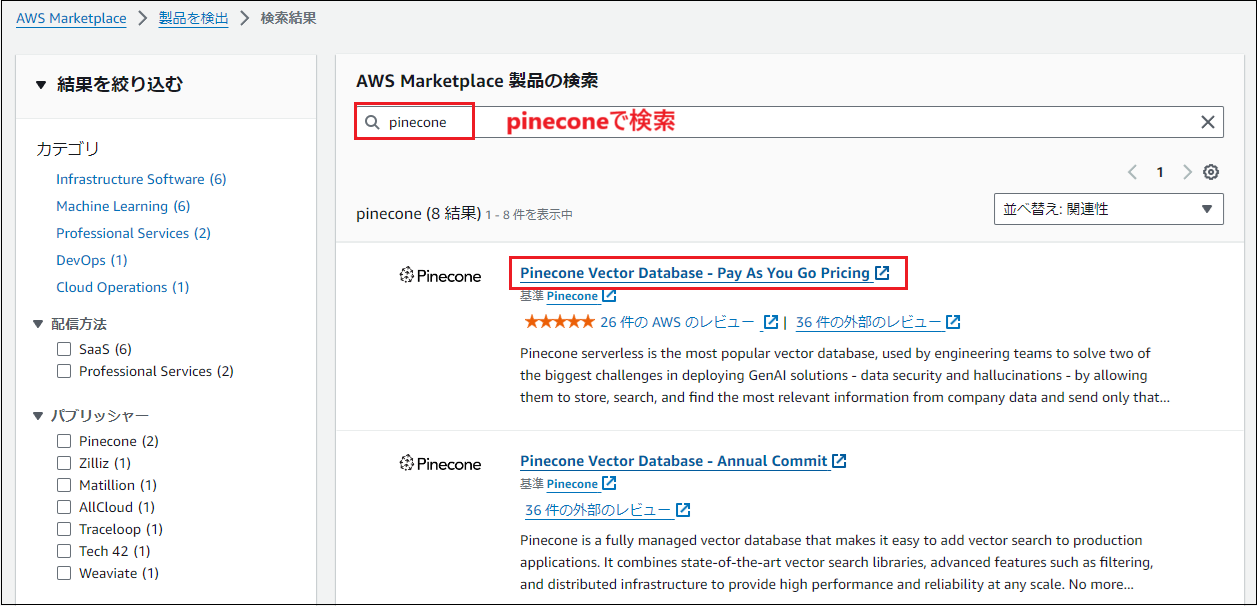 AWS Marketplace > 製品を検出 > 検索結果
▼ 結果を絞り込む
カテゴリ
Infrastructure Software (6)
Machine Learning (6)
Professional Services (2)
DevOps (1)
Cloud Operations (1)
▼ 配信方法
SaaS (6)
Professional Services (2)
▼ パブリッシャー
Pinecone (2)
Zilliz (1)
Matillion (1)
AllCloud (1)
Traceloop (1)
Tech 42 (1)
Weaviate (1)
AWS Marketplace 製品の検索
pinecone pineconeで検索
1
pinecone (8 結果) 1 - 8 件を表示中
並べ替え: 関連性
Pinecone
Pinecone Vector Database - Pay As You Go Pricing
基準 Pinecone
★★★★★ 26 件の AWS のレビュー | 36 件の外部のレビュー
Pinecone serverless is the most popular vector database, used by engineering teams to solve two of
the biggest challenges in deploying GenAI solutions - data security and hallucinations - by allowing
them to store, search, and find the most relevant information from company data and send only that...
Pinecone
Pinecone Vector Database - Annual Commit
基準 Pinecone
36 件の外部のレビュー
Pinecone is a fully managed vector database that makes it easy to add vector search to production
applications. It combines state-of-the-art vector search libraries, advanced features such as filtering,
and distributed infrastructure to provide high performance and reliability at any scale. No more...